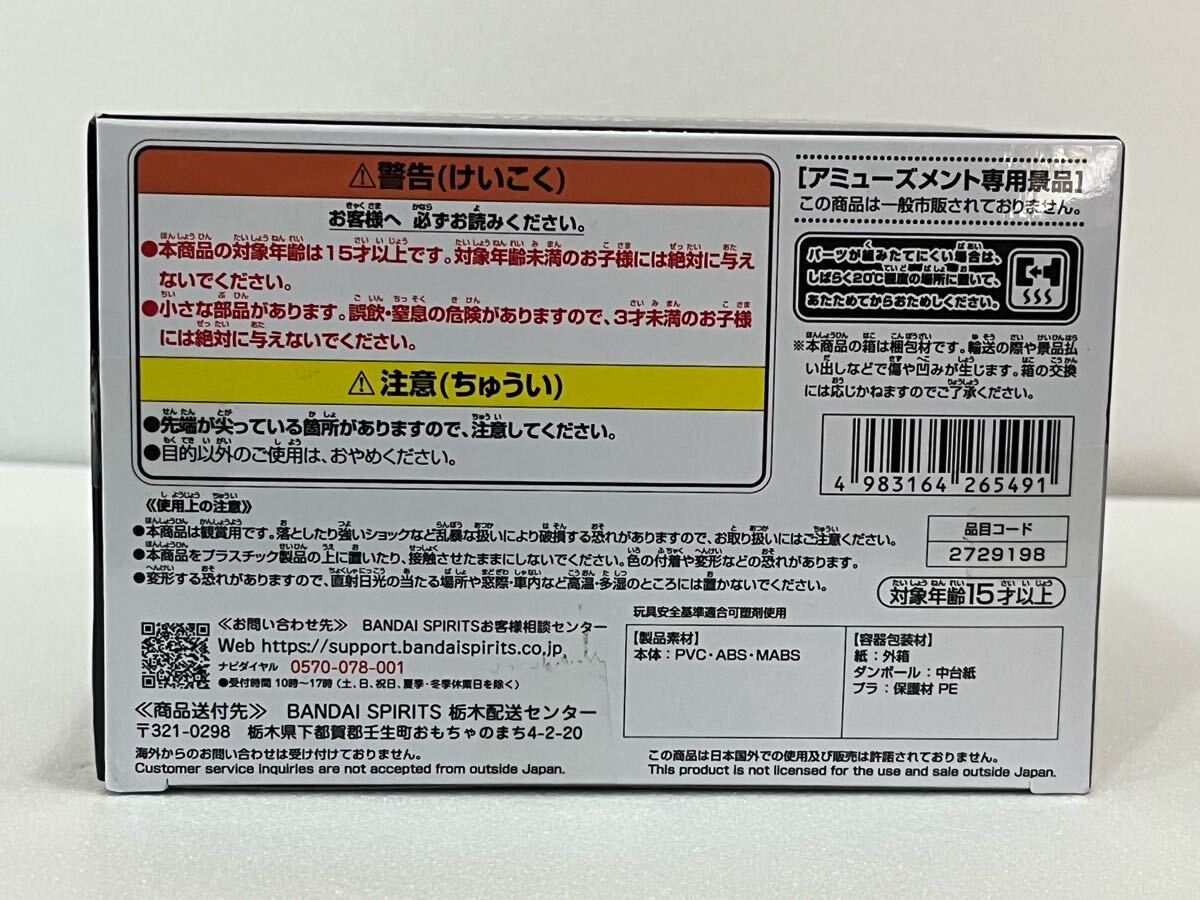 ⚠警告(けいこく)
お客様へ 必ずお読みください。
●本商品の対象年齢は15才以上です。対象年齢未満のお子様には絶対に与え
ないでください。
●小さな部品があります。誤飲・窒息の危険がありますので、3才未満のお子様
には絶対に与えないでください。
⚠注意(ちゅうい)
●先端が尖っている箇所がありますので、注意してください。
●目的以外のご使用は、おやめください。
[アミューズメント専用景品]
この商品は一般市販されておりません。
パーツが組みたてにくい場合は、
しばらく20℃程度の場所に置いて、
あたためてからおためしください。
※本商品の箱は梱包材です。輸送の際や景品払
い出しなどで傷や凹みが生じます。箱の交換
には応じかねますのでご了承ください。
4 983164 265491
品目コード
2729198
対象年齢15才以上
《使用上の注意》
●本商品は観賞用です。落としたり強いショックなど乱暴な扱いにより破損する恐れがありますので、お取り扱いにはご注意ください。
●本商品をプラスチック製品の上に置いたり、接触させたままにしないでください。色の付着や変形などの恐れがあります。
●変形する恐れがありますので、直射日光の当たる場所や窓際・車内など高温・多湿のところには置かないでください。
≪お問い合わせ先≫ BANDAI SPIRITSお客様相談センター
Web https://support.bandaispirits.co.jp
ナビダイヤル 0570-078-001
●受付時間 10時〜17時 (土、日、祝日、夏季・冬季休業日を除く)
≪商品送付先≫ BANDAI SPIRITS 栃木配送センター
〒321-0298 栃木県下都賀郡壬生町おもちゃのまち4-2-20
海外からのお問い合わせは受け付けておりません。
Customer service inquiries are not accepted from outside Japan.
玩具安全基準適合可塑剤使用
【製品素材】
本体：PVC・ABS・MABS
【容器包装材】
紙：外箱
ダンボール：中台紙
プラ：保護材 PE
この商品は日本国外での使用及び販売は許諾されておりません。
This product is not licensed for the use and sale outside Japan.